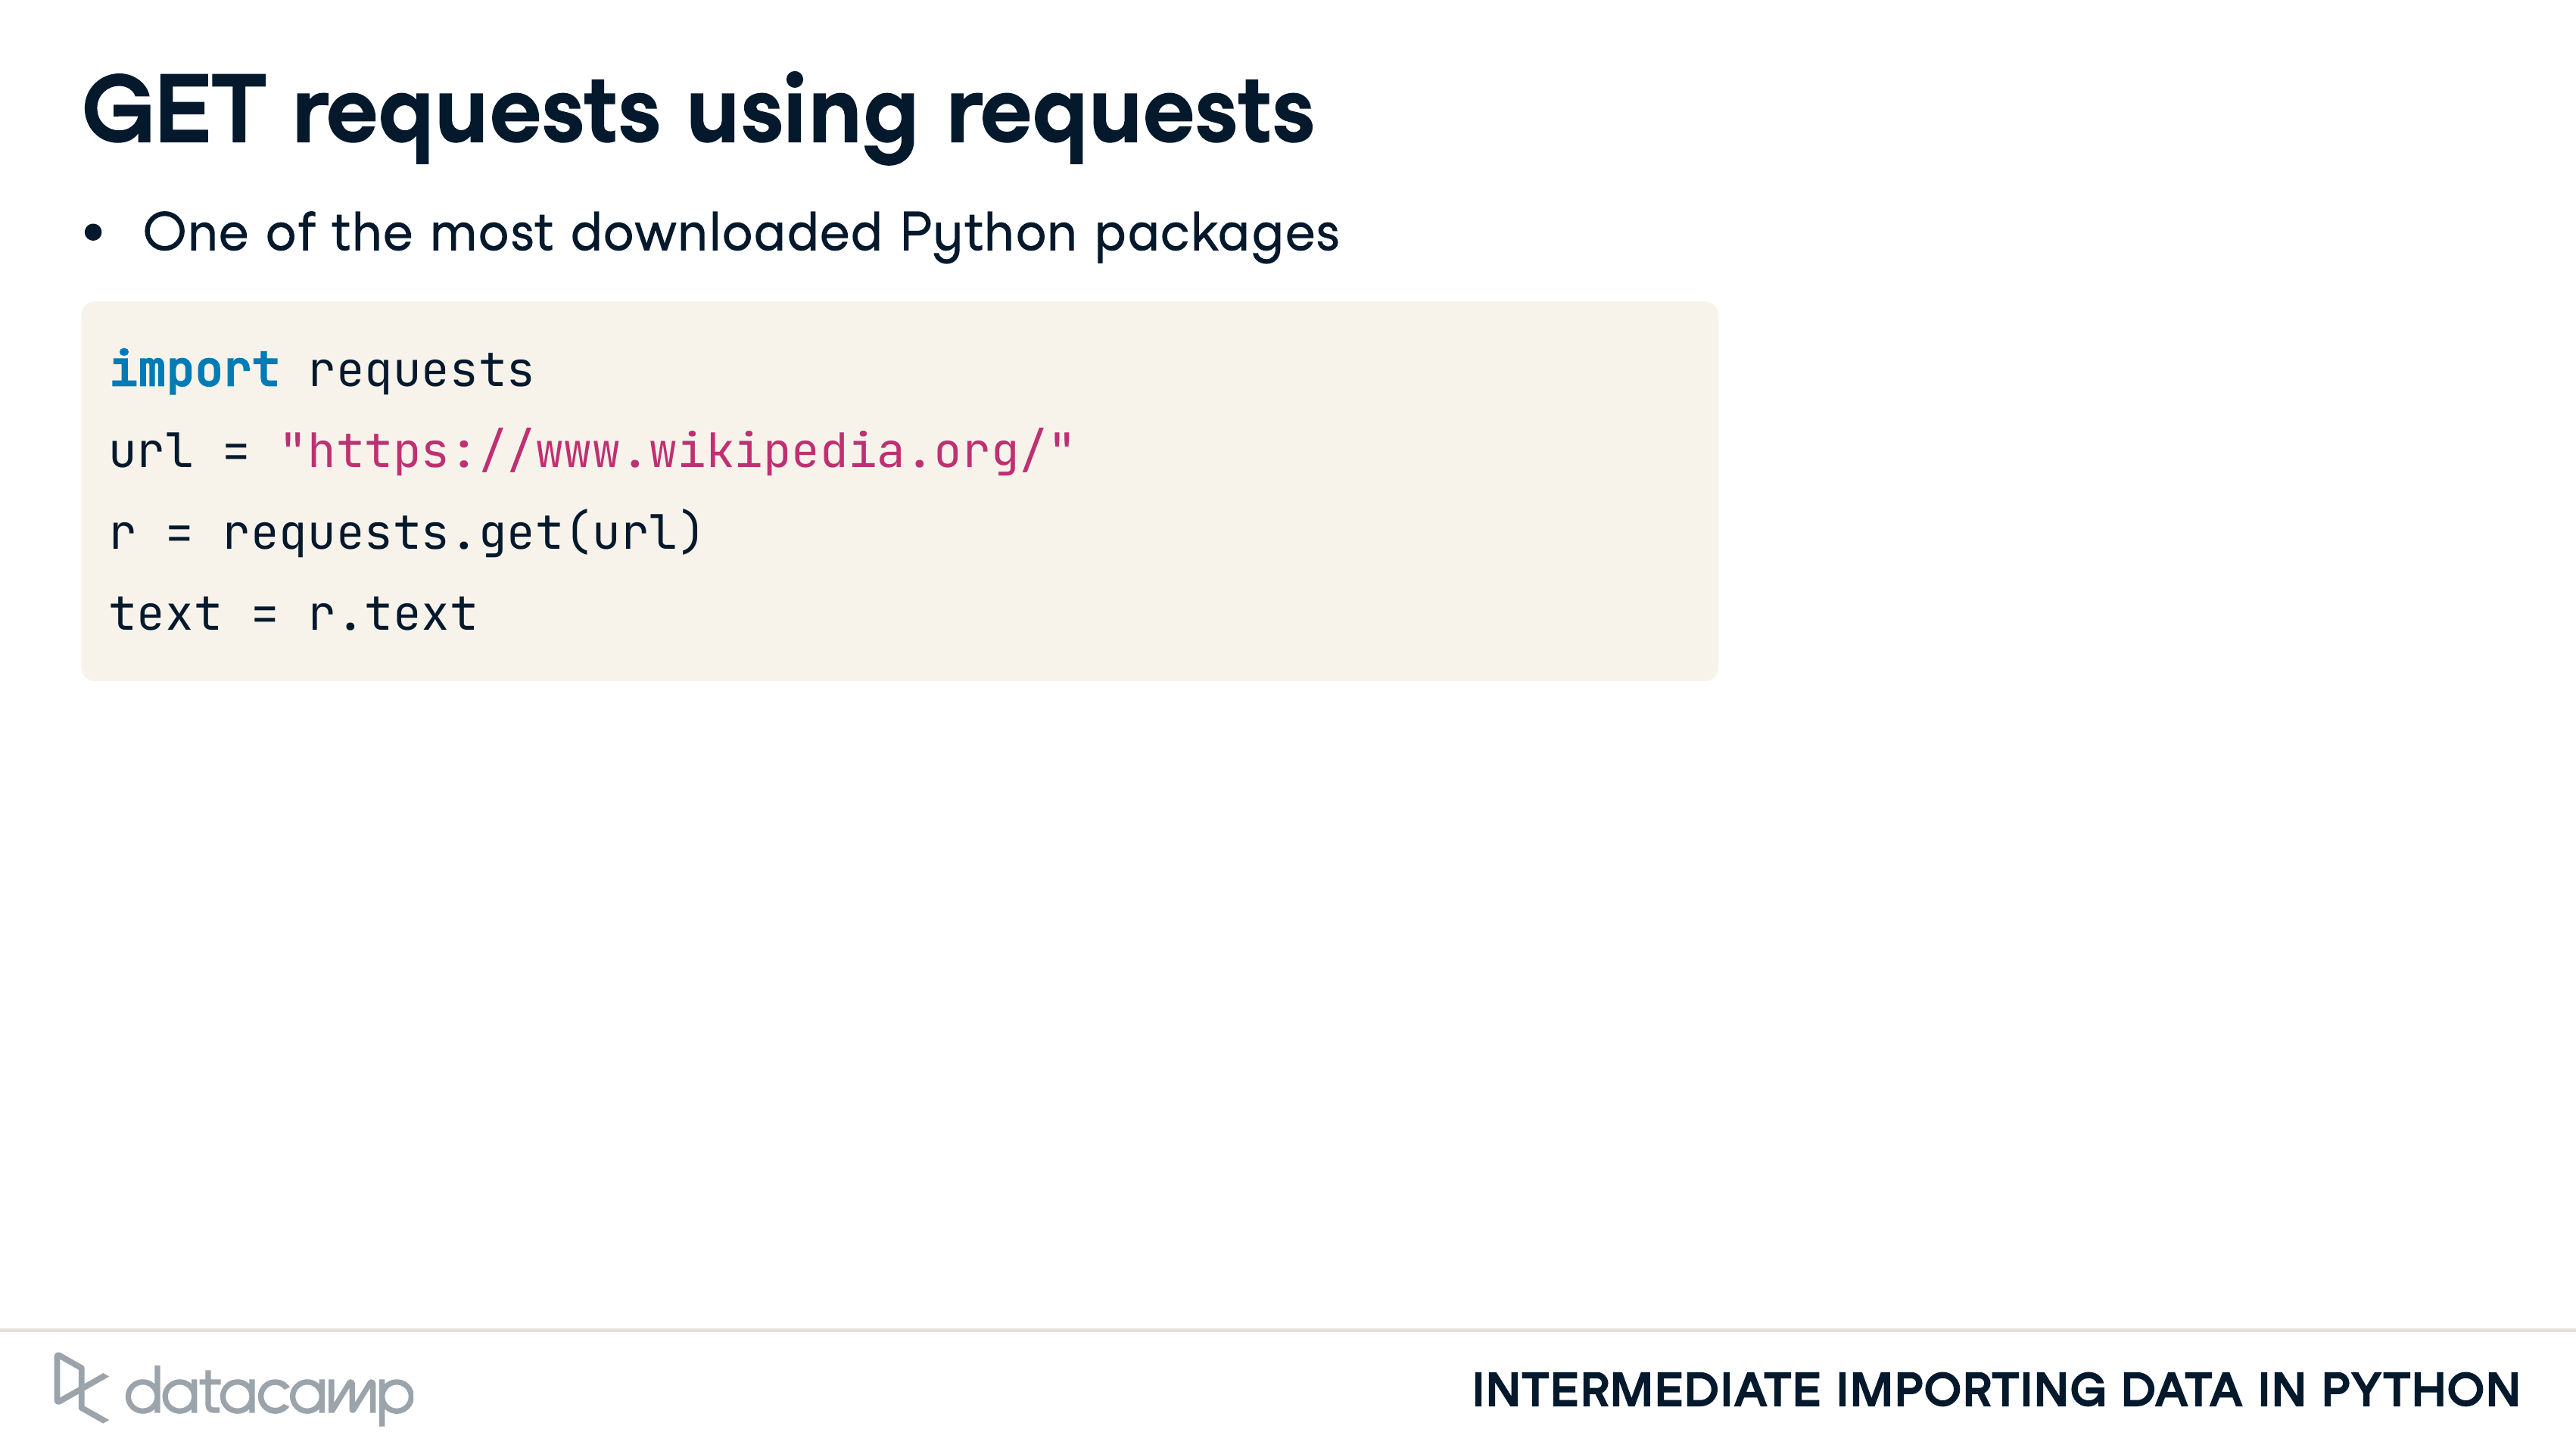 GET requests using requests
• One of the most downloaded Python packages
import requests
url = "https://www.wikipedia.org/"
r = requests.get(url)
text = r.text
datacamp
INTERMEDIATE IMPORTING DATA IN PYTHON